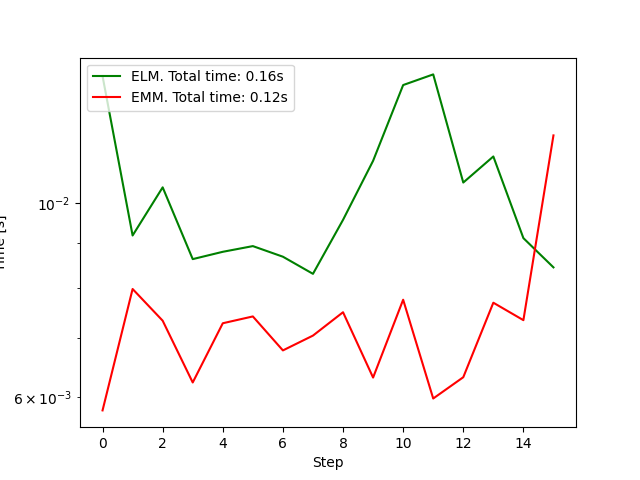 ELM. Total time: 0.16s
EMM. Total time: 0.12s
10⁻²
6 × 10⁻³
[s]
0 2 4 6 8 10 12 14
Step